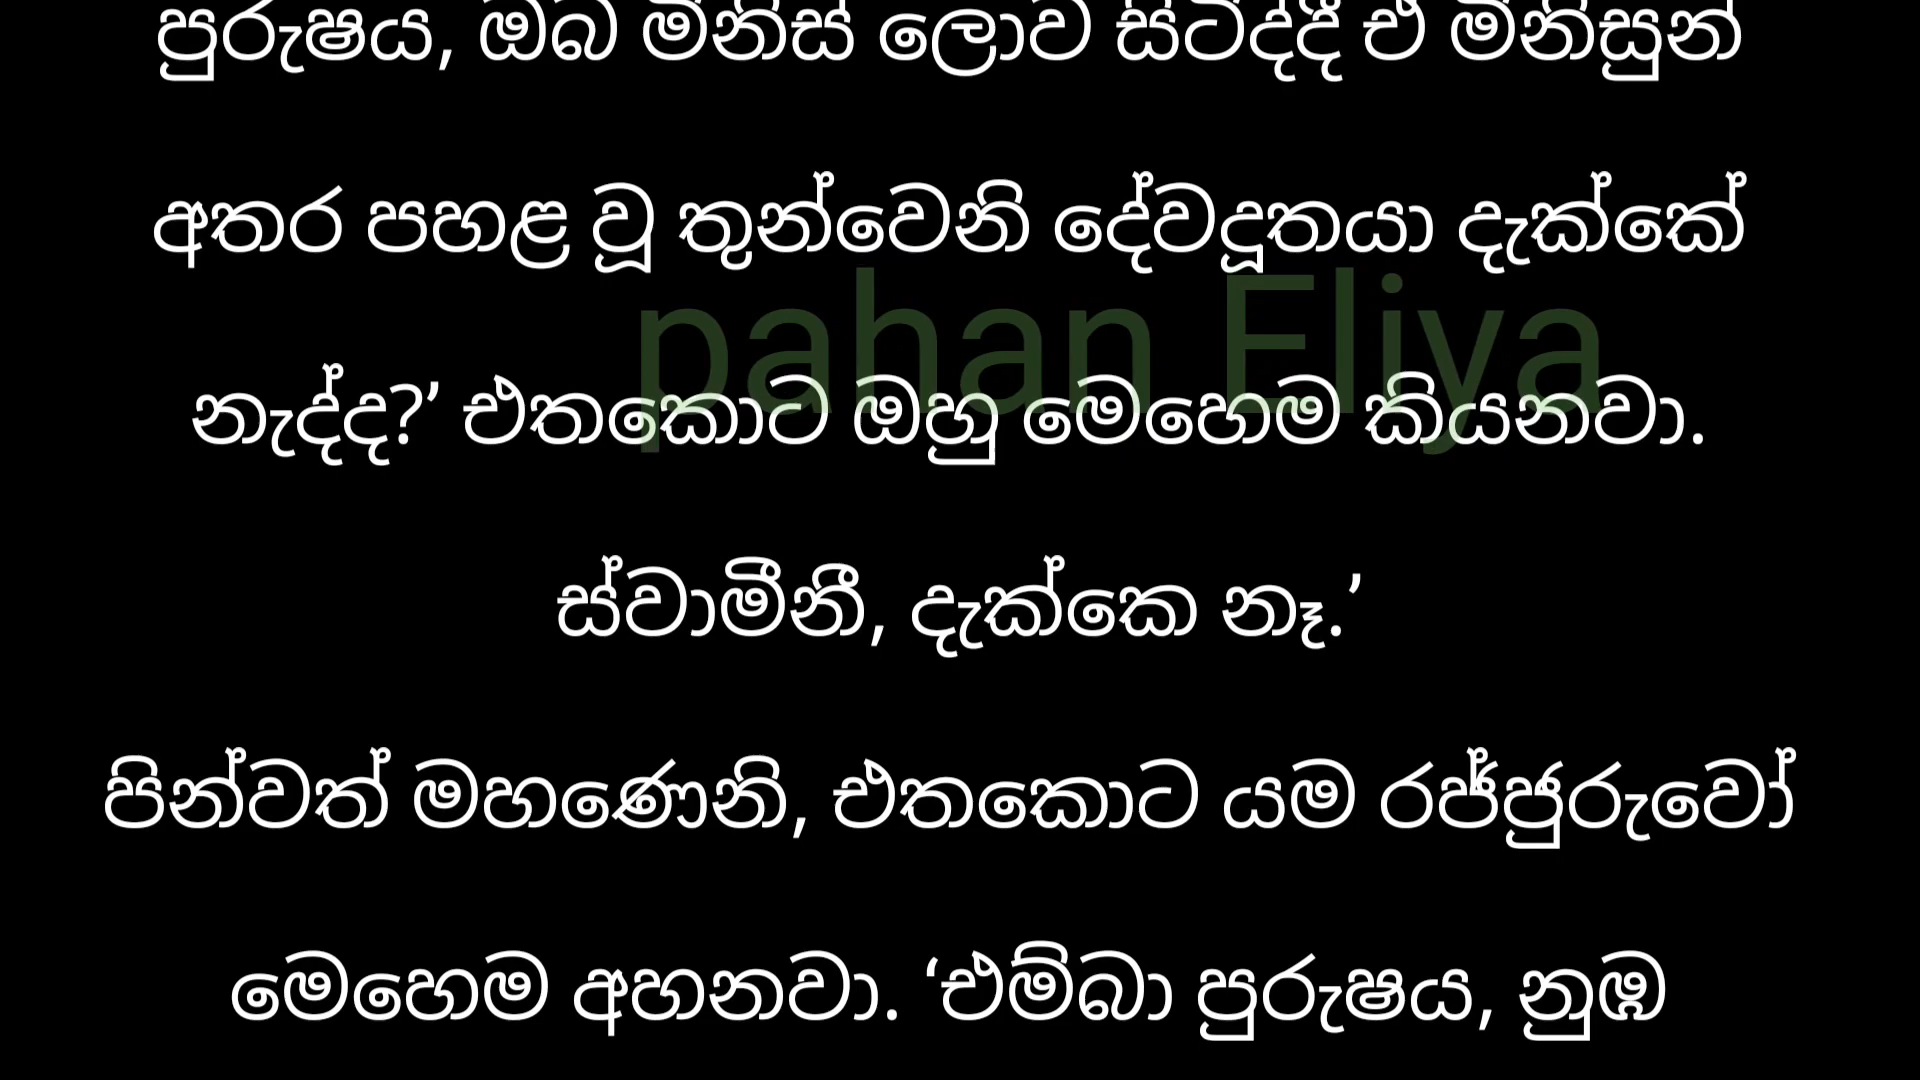 පුරුෂය, ඔබ මිනිස් ලොව සිටිද්දී ඒ මිනිසුන්
අතර පහළ වූ තුන්වෙනි දේවදූතයා දැක්කේ
pahan Eliya
නැද්ද?’ එතකොට ඔහු මෙහෙම කියනවා.
ස්වාමීනී, දැක්කෙ නෑ.’
පින්වත් මහණෙනි, එතකොට යම රජ්ජුරුවෝ
මෙහෙම අහනවා. ‘එම්බා පුරුෂය, නුඹ